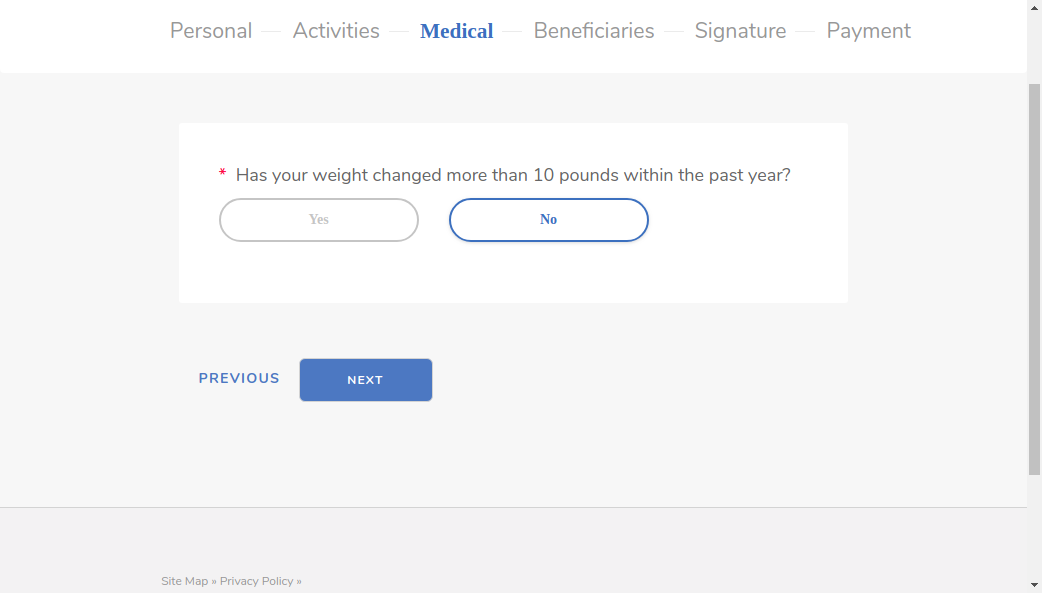 Personal — Activities — Medical — Beneficiaries — Signature — Payment
* Has your weight changed more than 10 pounds within the past year?
Yes No
PREVIOUS NEXT
Site Map » Privacy Policy »